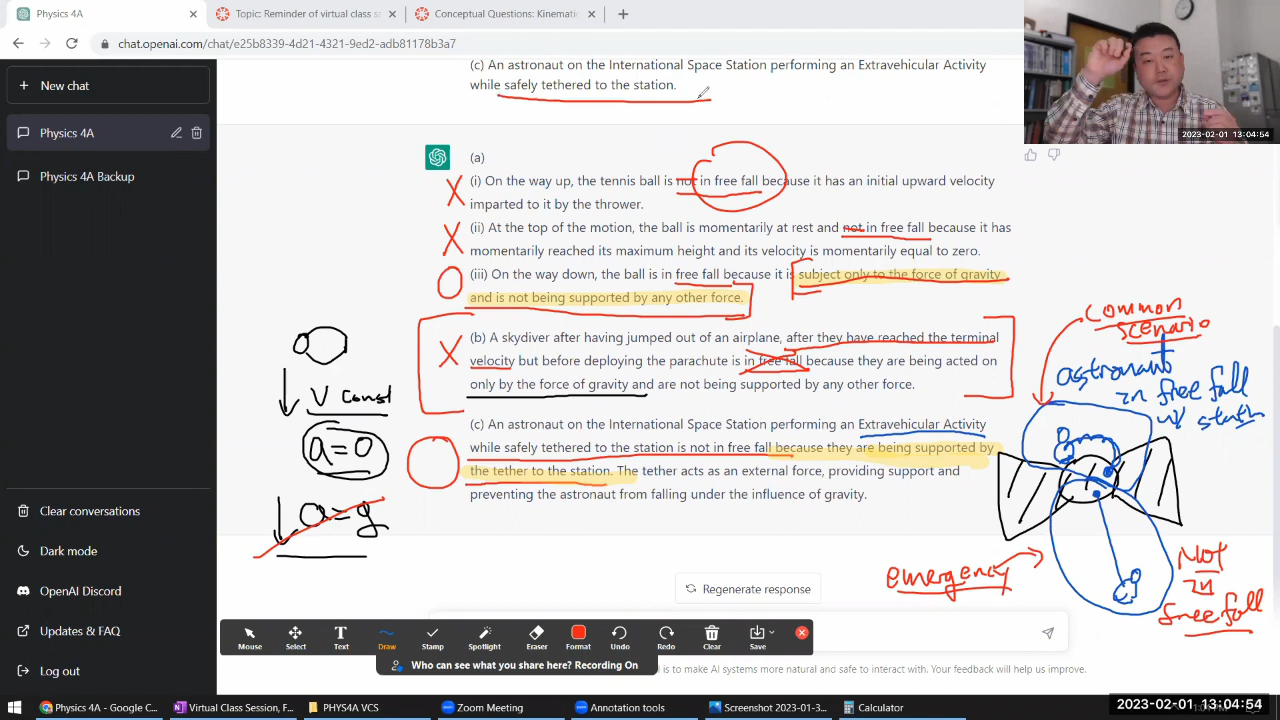 Physics 4A
Topic: Reminder of virtual class se
Conceptual Questions: Kinemati
chat.openai.com/chat/e25b8339-4d21-4321-9ed2-adb81178b3a7
New chat
Physics 4A
Physics 4A Backup
Clear conversations
Dark mode
OpenAI Discord
Updates & FAQ
Log out
(c) An astronaut on the International Space Station performing an Extravehicular Activity
while safely tethered to the station.
2023-02-01 13:04:54
(a)
(i) On the way up, the tennis ball is not in free fall because it has an initial upward velocity
imparted to it by the thrower.
(ii) At the top of the motion, the ball is momentarily at rest and not in free fall because it has
momentarily reached its maximum height and its velocity is momentarily equal to zero.
(iii) On the way down, the ball is in free fall because it is subject only to the force of gravity
and is not being supported by any other force.
(b) A skydiver after having jumped out of an airplane, after they have reached the terminal
velocity but before deploying the parachute is in free fall because they are being acted on
only by the force of gravity and are not being supported by any other force.
(c) An astronaut on the International Space Station performing an Extravehicular Activity
while safely tethered to the station is not in free fall because they are being supported by
the tether to the station. The tether acts as an external force, providing support and
preventing the astronaut from falling under the influence of gravity.
X
X
O
X
V const
a=0
a=g
common
scenario
astronaut
in free fall
w/ station
emergency
Not
in
free fall
Regenerate response
Mouse
Select
Text
Draw
Stamp
Spotlight
Eraser
Format
Undo
Redo
Clear
Save
Who can see what you share here? Recording On
l is to make AI systems more natural and safe to interact with. Your feedback will help us improve.
Physics 4A - Google C...
Virtual Class Session, F...
PHYS4A VCS
Zoom Meeting
Annotation tools
Screenshot 2023-01-3...
Calculator
2023-02-01 13:04:54